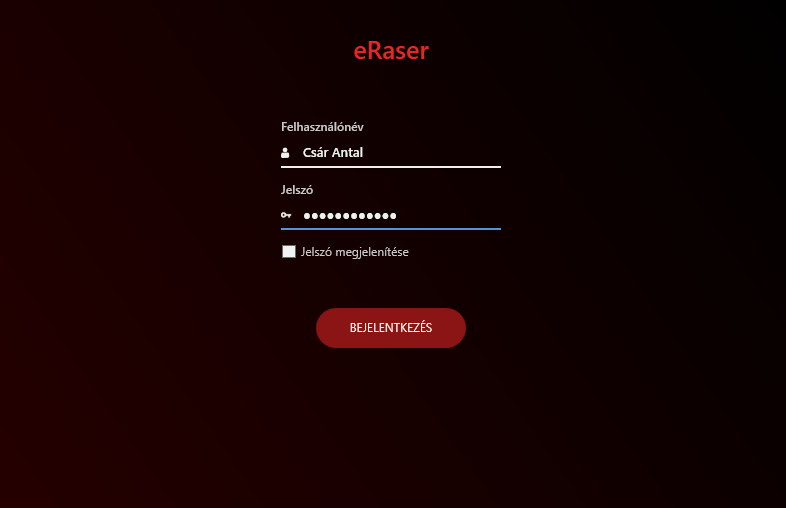 eRaser
Felhasználónév
Csár Antal
Jelszó
●●●●●●●●●●●●
Jelszó megjelenítése
BEJELENTKEZÉS